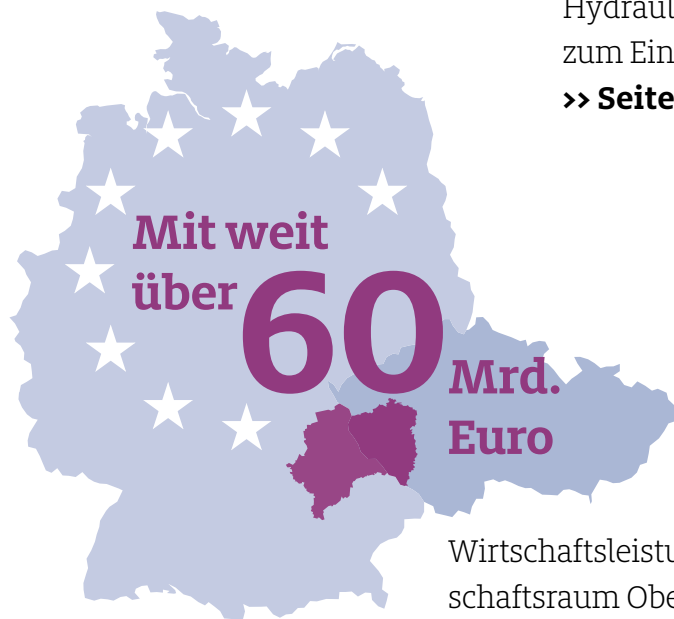 Hydraul
zum Ein
>> Seite
Mit weit
über 60 Mrd.
Euro
Wirtschaftsleistu
schaftsraum Obe